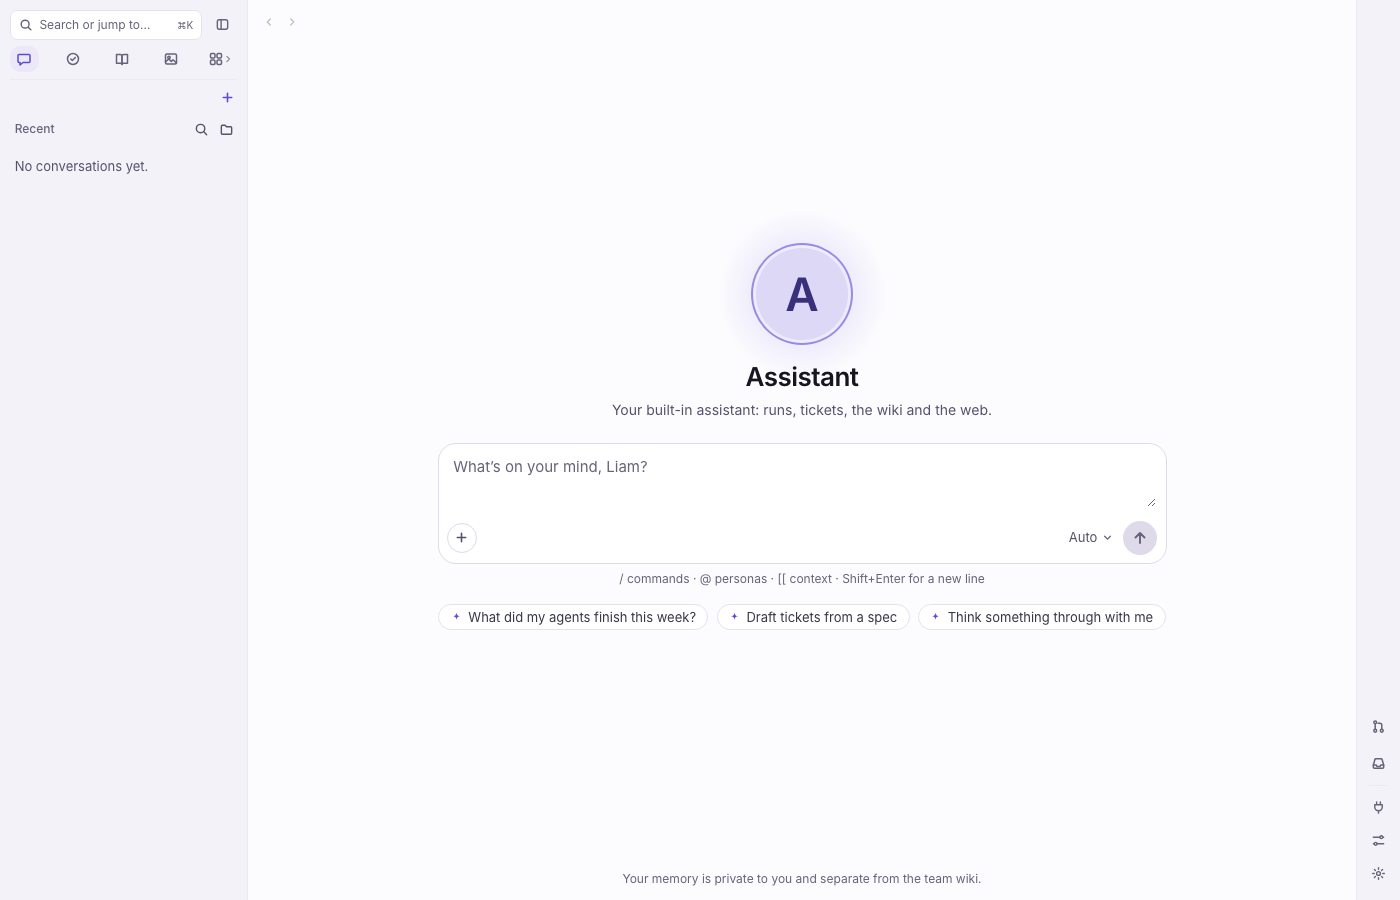 Search or jump to...
⌘K
Recent
No conversations yet.
A
Assistant
Your built-in assistant: runs, tickets, the wiki and the web.
What's on your mind, Liam?
Auto
/ commands · @ personas · [[ context · Shift+Enter for a new line
What did my agents finish this week?
Draft tickets from a spec
Think something through with me
Your memory is private to you and separate from the team wiki.